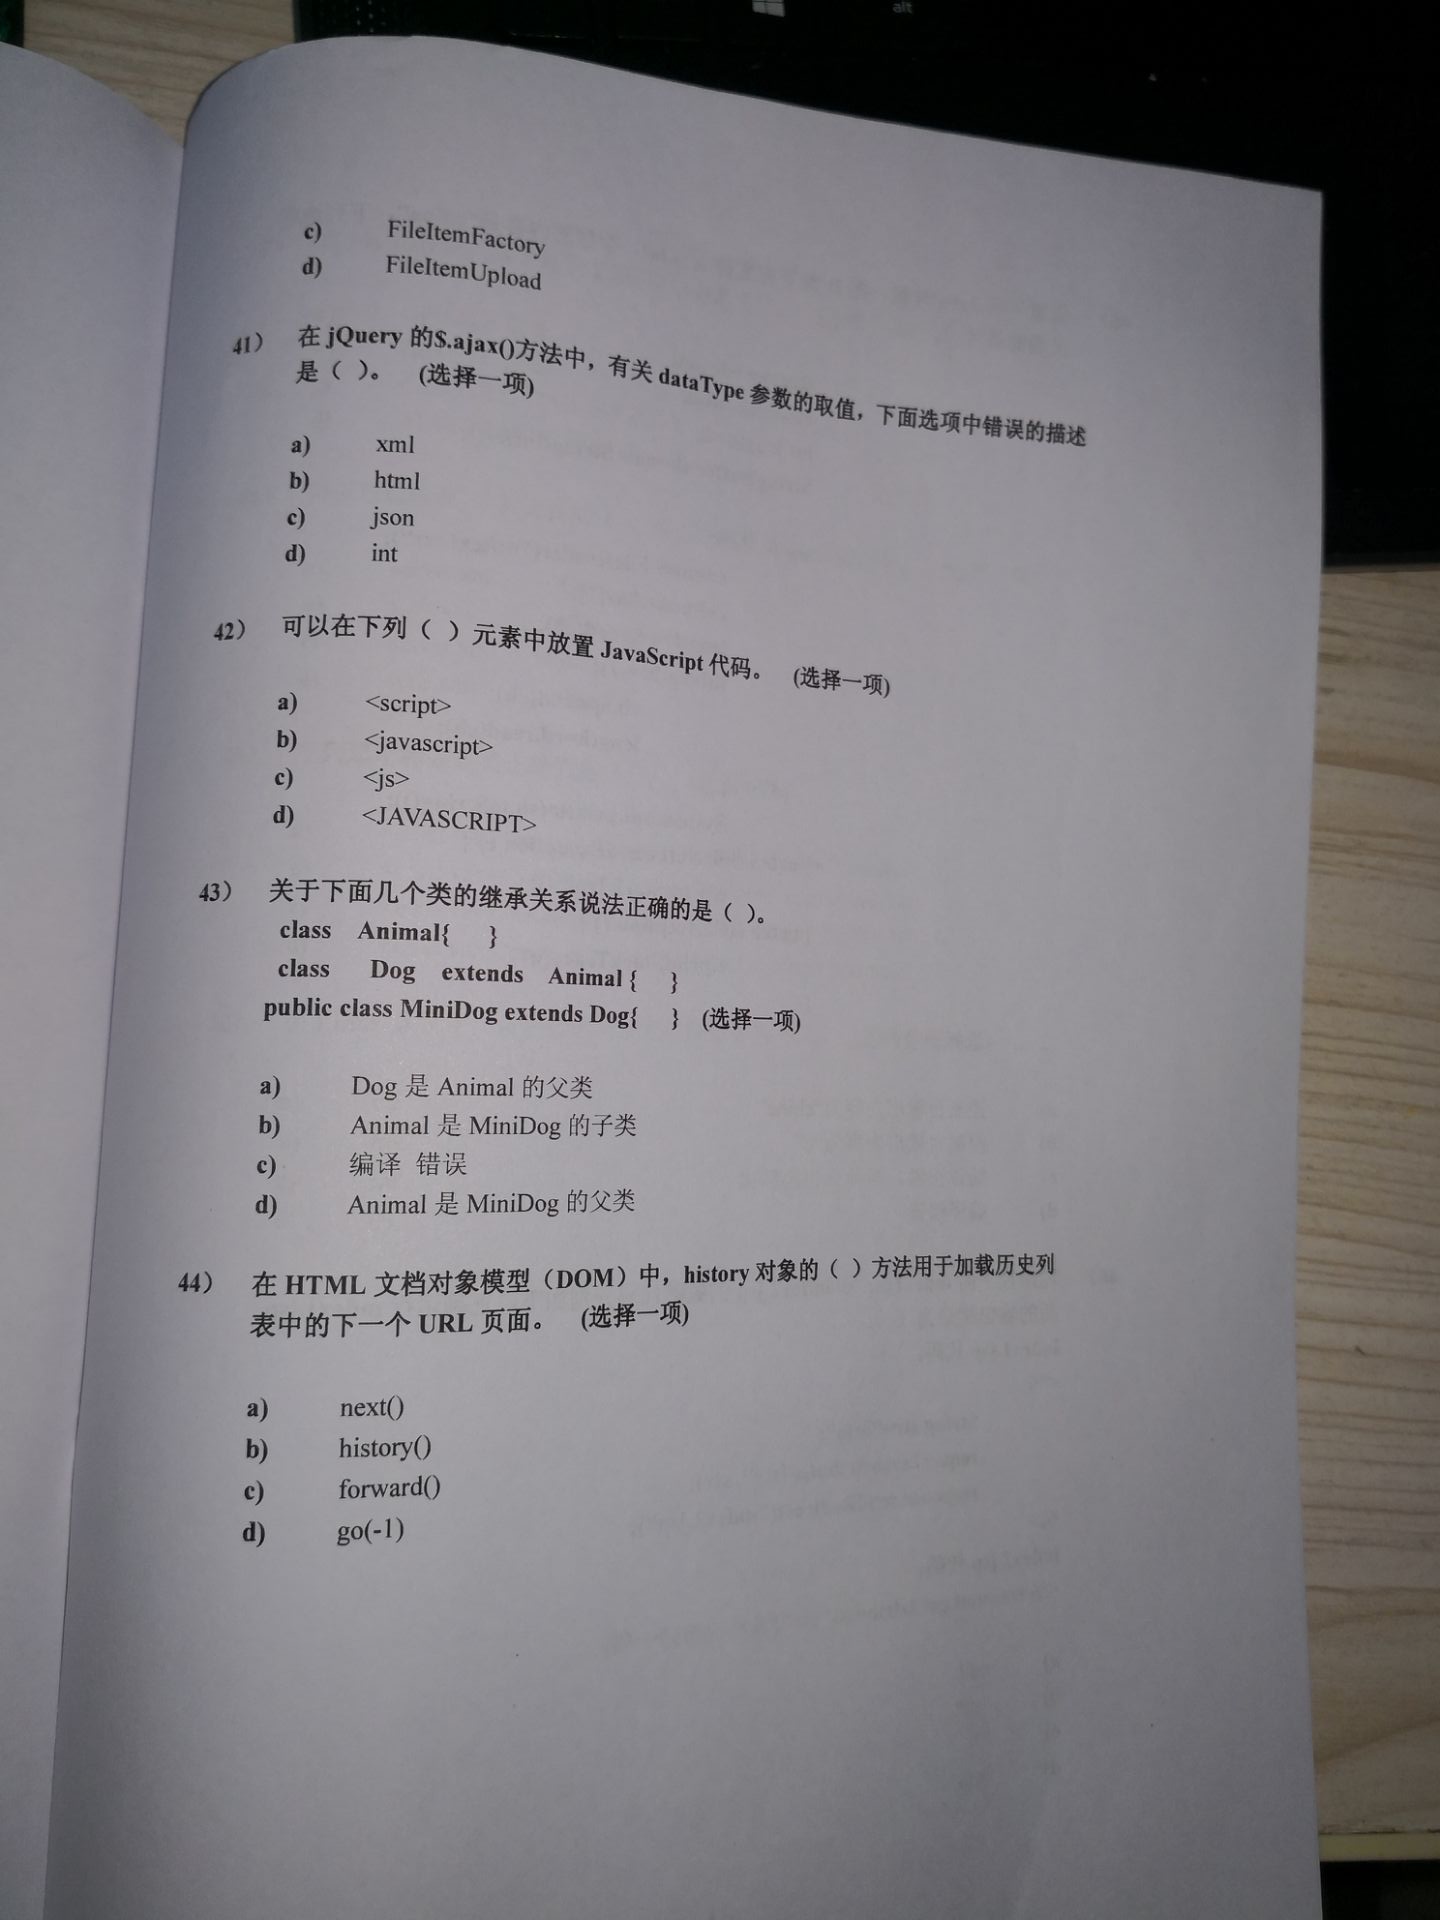 alt
c) FileItemFactory
d) FileItemUpload
41） 在 jQuery 的$.ajax()方法中，有关 dataType 参数的取值，下面选项中错误的描述
是（ ）。 (选择一项)
a) xml
b) html
c) json
d) int
42） 可以在下列（ ）元素中放置 JavaScript 代码。 (选择一项)
a) <script>
b) <javascript>
c) <js>
d) <JAVASCRIPT>
43） 关于下面几个类的继承关系说法正确的是（ ）。
class Animal{ }
class Dog extends Animal { }
public class MiniDog extends Dog{ } (选择一项)
a) Dog 是 Animal 的父类
b) Animal 是 MiniDog 的子类
c) 编译 错误
d) Animal 是 MiniDog 的父类
44） 在 HTML 文档对象模型（DOM）中，history 对象的（ ）方法用于加载历史列
表中的下一个 URL 页面。 (选择一项)
a) next()
b) history()
c) forward()
d) go(-1)